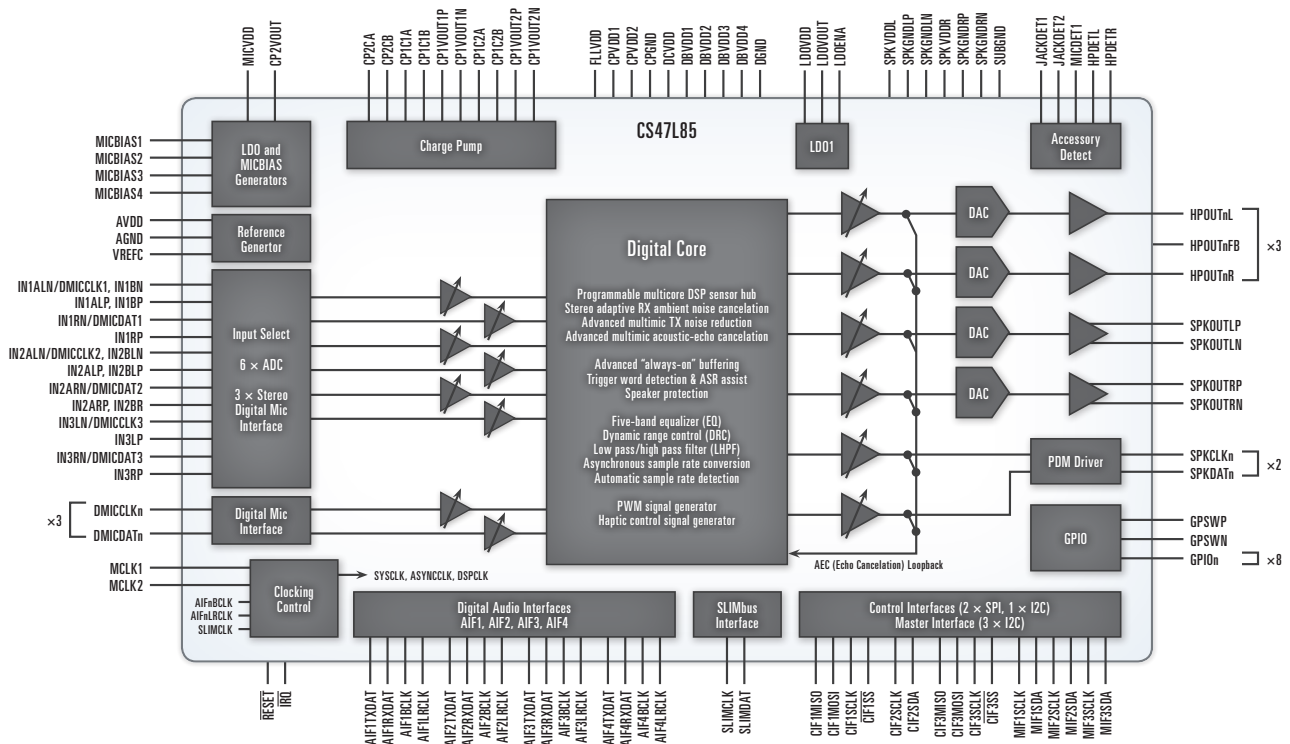 MICVDD
CP2VOUT
CP2CA
CP2CB
CP1C1A
CP1C1B
CP1VOUT1P
CP1VOUT1N
CP1C2A
CP1C2B
CP1VOUT2P
CP1VOUT2N
FLLVDD
CPVDD1
CPVDD2
CPGND
DCVDD
DBVDD1
DBVDD2
DBVDD3
DBVDD4
DGND
LDOVDD
LDOVOUT
LDOENA
SPKVDDL
SPKGNDLP
SPKGNDLN
SPKVDDR
SPKGNDRP
SPKGNDRN
SUBGND
JACKDET1
JACKDET2
MICDET1
HPDETL
HPDETR
CS47L85
MICBIAS1
MICBIAS2
MICBIAS3
MICBIAS4
LDO and
MICBIAS
Generators
Charge Pump
LDO1
Accessory
Detect
AVDD
AGND
VREFC
Reference
Genertor
IN1ALN/DMICCLK1, IN1BN
IN1ALP, IN1BP
IN1RN/DMICDAT1
IN1RP
IN2ALN/DMICCLK2, IN2BLN
IN2ALP, IN2BLP
IN2ARN/DMICDAT2
IN2ARP, IN2BR
IN3LN/DMICCLK3
IN3LP
IN3RN/DMICDAT3
IN3RP
Input Select
6 × ADC
3 × Stereo
Digital Mic
Interface
×3
DMICCLKn
DMICDATn
Digital Mic
Interface
MCLK1
MCLK2
AIFnBCLK
AIFnLRCLK
SLIMCLK
Clocking
Control
SYSCLK, ASYNCCLK, DSPCLK
Digital Core
Programmable multicore DSP sensor hub
Stereo adaptive RX ambient noise cancelation
Advanced multimic TX noise reduction
Advanced multimic acoustic-echo cancelation
Advanced “always-on” buffering
Trigger word detection & ASR assist
Speaker protection
Five-band equalizer (EQ)
Dynamic range control (DRC)
Low pass/high pass filter (LHPF)
Asynchronous sample rate conversion
Automatic sample rate detection
PWM signal generator
Haptic control signal generator
DAC
DAC
DAC
DAC
HPOUTnL
HPOUTnFB
HPOUTnR
×3
SPKOUTLP
SPKOUTLN
SPKOUTRP
SPKOUTRN
PDM Driver
SPKCLKn
SPKDATn
×2
GPIO
GPSWP
GPSWN
GPIOn
×8
AEC (Echo Cancelation) Loopback
Digital Audio Interfaces
AIF1, AIF2, AIF3, AIF4
SLIMbus
Interface
Control Interfaces (2 × SPI, 1 × I2C)
Master Interface (3 × I2C)
RESET
IRQ
AIF1TXDAT
AIF1RXDAT
AIF1BCLK
AIF1LRCLK
AIF2TXDAT
AIF2RXDAT
AIF2BCLK
AIF2LRCLK
AIF3TXDAT
AIF3RXDAT
AIF3BCLK
AIF3LRCLK
AIF4TXDAT
AIF4RXDAT
AIF4BCLK
AIF4LRCLK
SLIMCLK
SLIMDAT
CIF1MISO
CIF1MOSI
CIF1SCLK
CIF1SS
CIF2SCLK
CIF2SDA
CIF3MISO
CIF3MOSI
CIF3SCLK
CIF3SS
MIF1SCLK
MIF1SDA
MIF2SCLK
MIF2SDA
MIF3SCLK
MIF3SDA